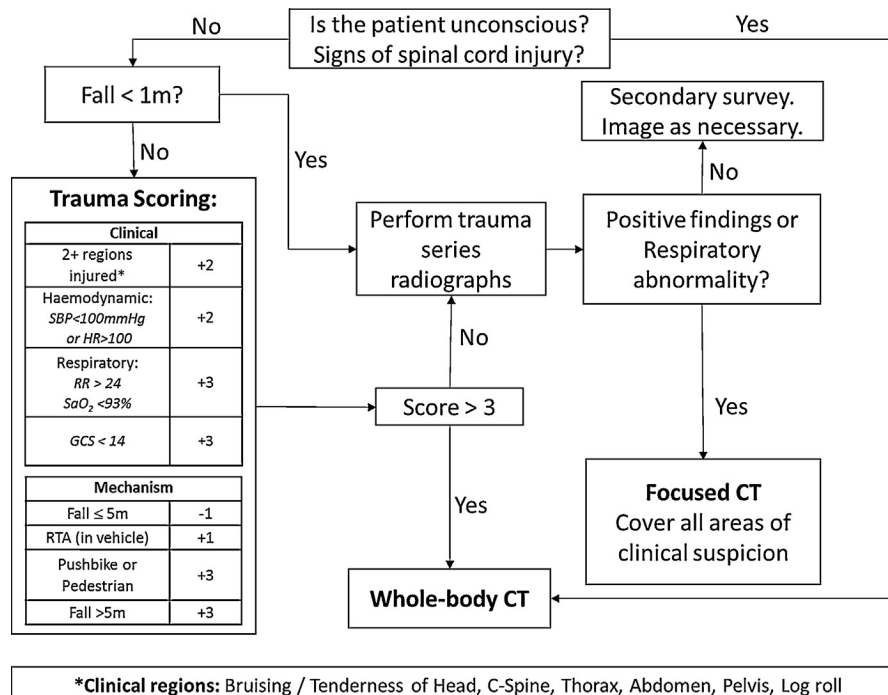 Is the patient unconscious?
Signs of spinal cord injury?
No
Yes
Fall < 1m?
No
Yes
Trauma Scoring:
Clinical
2+ regions
injured*
+2
Haemodynamic:
SBP<100mmHg
or HR>100
+2
Respiratory:
RR > 24
SaO₂ <93%
+3
GCS < 14
+3
Mechanism
Fall ≤ 5m
-1
RTA (in vehicle)
+1
Pushbike or
Pedestrian
+3
Fall >5m
+3
Perform trauma
series
radiographs
No
Score > 3
Yes
Whole-body CT
Secondary survey.
Image as necessary.
No
Positive findings or
Respiratory
abnormality?
Yes
Focused CT
Cover all areas of
clinical suspicion
*Clinical regions: Bruising / Tenderness of Head, C-Spine, Thorax, Abdomen, Pelvis, Log roll